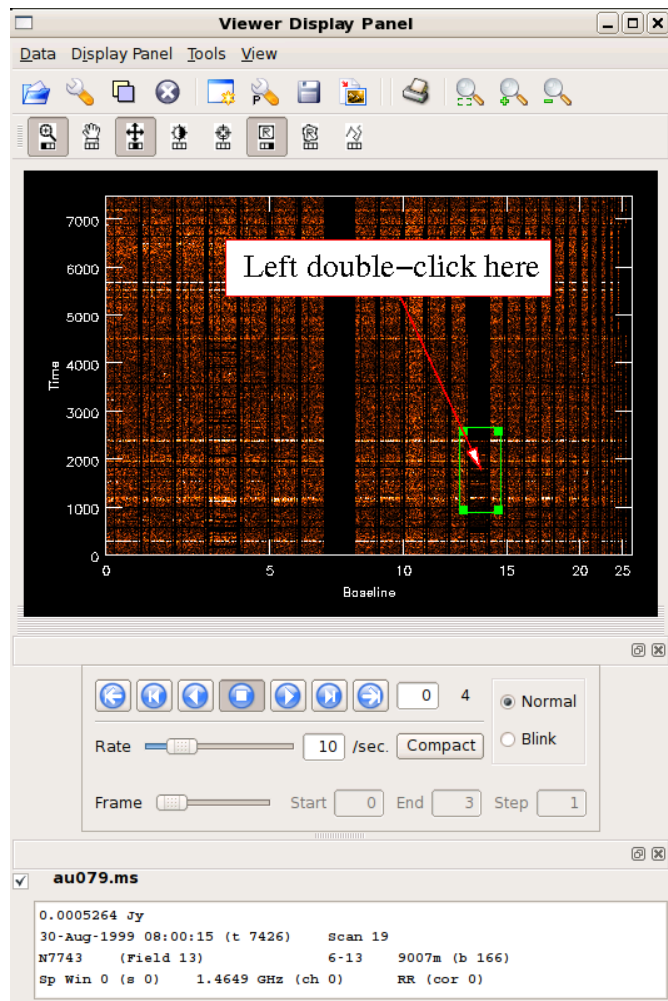 Viewer Display Panel
Data Display Panel Tools View
P
R R
7000
6000
5000
4000
3000
2000
1000
0
Time
Left double-click here
0 5 10 15 20 25
Baseline
0 4
Normal
Rate 10 /sec. Compact
Blink
Frame Start 0 End 3 Step 1
au079.ms
0.0005264 Jy
30-Aug-1999 08:00:15 (t 7426) Scan 19
N7743 (Field 13) 6-13 9007m (b 166)
Sp Win 0 (s 0) 1.4649 GHz (ch 0) RR (cor 0)